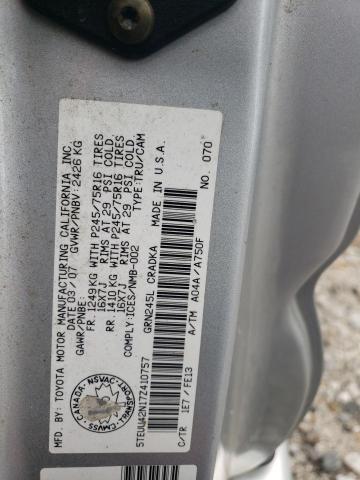 MFD. BY: TOYOTA MOTOR MANUFACTURING CALIFORNIA INC.
DATE 03 / 07 GVWR/PNBV: 2426 KG
GAWR/PNBE:
FR. 1249KG WITH P245/75R16 TIRES
16X7J RIMS AT 29 PSI COLD.
RR. 1410KG WITH P245/75R16 TIRES
16X7J RIMS AT 29 PSI COLD.
COMPLY:ICES/NMB-002 TYPE:TRU/CAM
CANADA - NSVAC
GRN245L CRADKA MADE IN U.S.A.
5TEUU42N17Z410757 A/TM AC4A / A750F
C/TR 1E7 / FE13 NO. 070